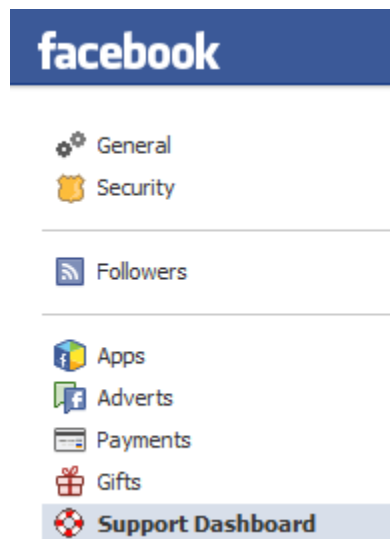 facebook
General
Security
Followers
Apps
Adverts
Payments
Gifts
Support Dashboard